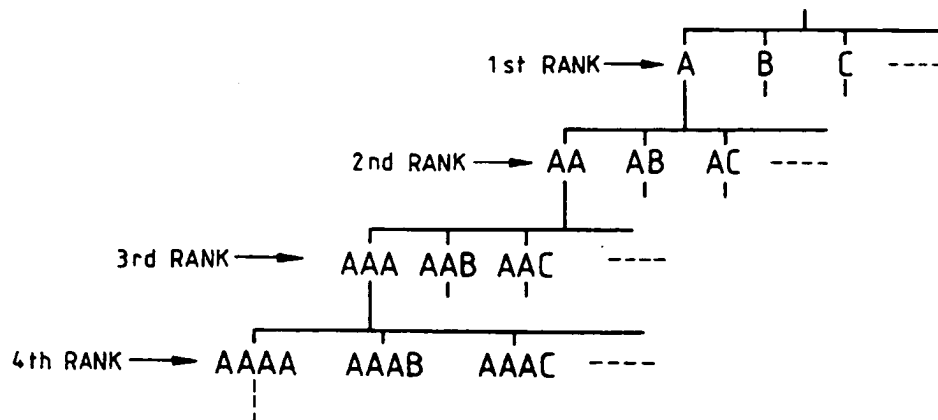 1st RANK A B C
2nd RANK AA AB AC
3rd RANK AAA AAB AAC
4th RANK AAAA AAAB AAAC